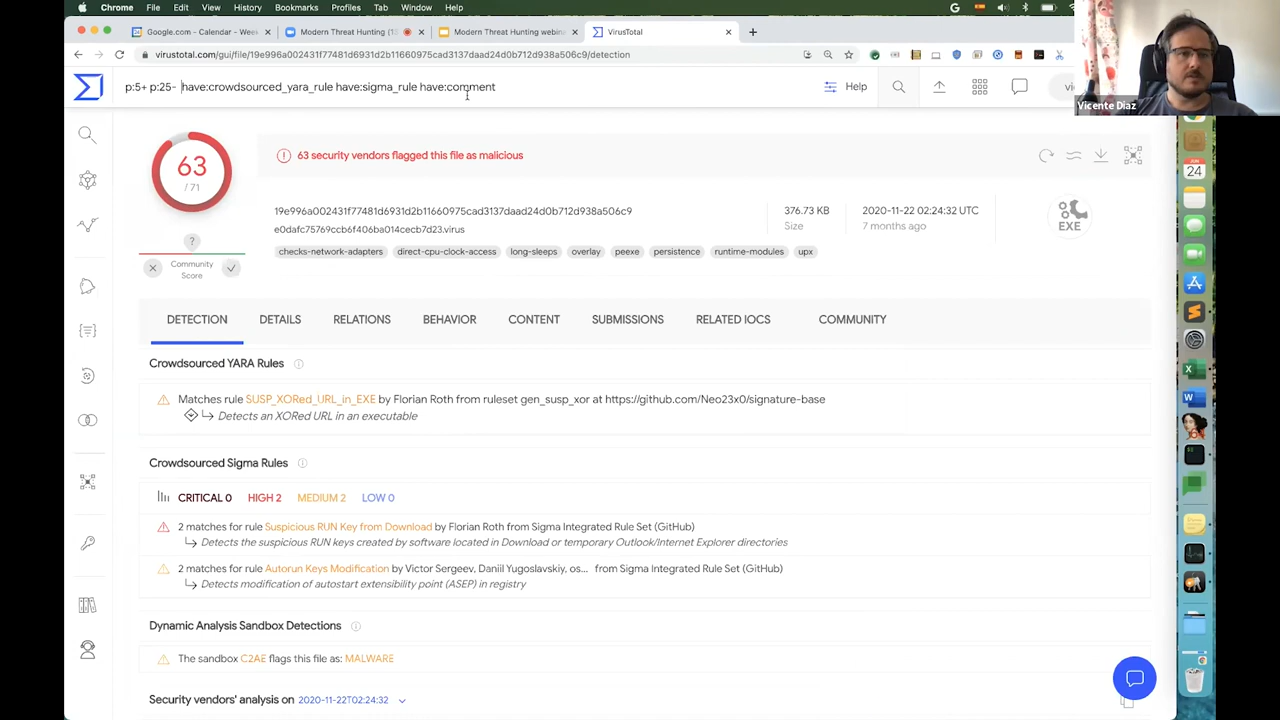 Chrome File Edit View History Bookmarks Profiles Tab Window Help
Google.com - Calendar - Week
Modern Threat Hunting (1
Modern Threat Hunting webina
VirusTotal
virustotal.com/gui/file/19e996a002431f77481d6931d2b11660975cad3137daad24d0b712d938a506c9/detection
p:5+ p:25- have:crowdsourced_yara_rule have:sigma_rule have:comment
Help
Vicente Diaz
63
/ 71
?
Community
Score
63 security vendors flagged this file as malicious
19e996a002431f77481d6931d2b11660975cad3137daad24d0b712d938a506c9
e0dafc75769ccb6f406ba014cecb7d23.virus
376.73 KB
Size
2020-11-22 02:24:32 UTC
7 months ago
EXE
checks-network-adapters direct-cpu-clock-access long-sleeps overlay peexe persistence runtime-modules upx
DETECTION DETAILS RELATIONS BEHAVIOR CONTENT SUBMISSIONS RELATED IOCS COMMUNITY
Crowdsourced YARA Rules
Matches rule SUSP_XORed_URL_in_EXE by Florian Roth from ruleset gen_susp_xor at https://github.com/Neo23x0/signature-base
Detects an XORed URL in an executable
Crowdsourced Sigma Rules
CRITICAL 0 HIGH 2 MEDIUM 2 LOW 0
2 matches for rule Suspicious RUN Key from Download by Florian Roth from Sigma Integrated Rule Set (GitHub)
Detects the suspicious RUN keys created by software located in Download or temporary Outlook/Internet Explorer directories
2 matches for rule Autorun Keys Modification by Victor Sergeev, Daniil Yugoslavskiy, os... from Sigma Integrated Rule Set (GitHub)
Detects modification of autostart extensibility point (ASEP) in registry
Dynamic Analysis Sandbox Detections
The sandbox C2AE flags this file as: MALWARE
Security vendors' analysis on 2020-11-22T02:24:32
JUN
24